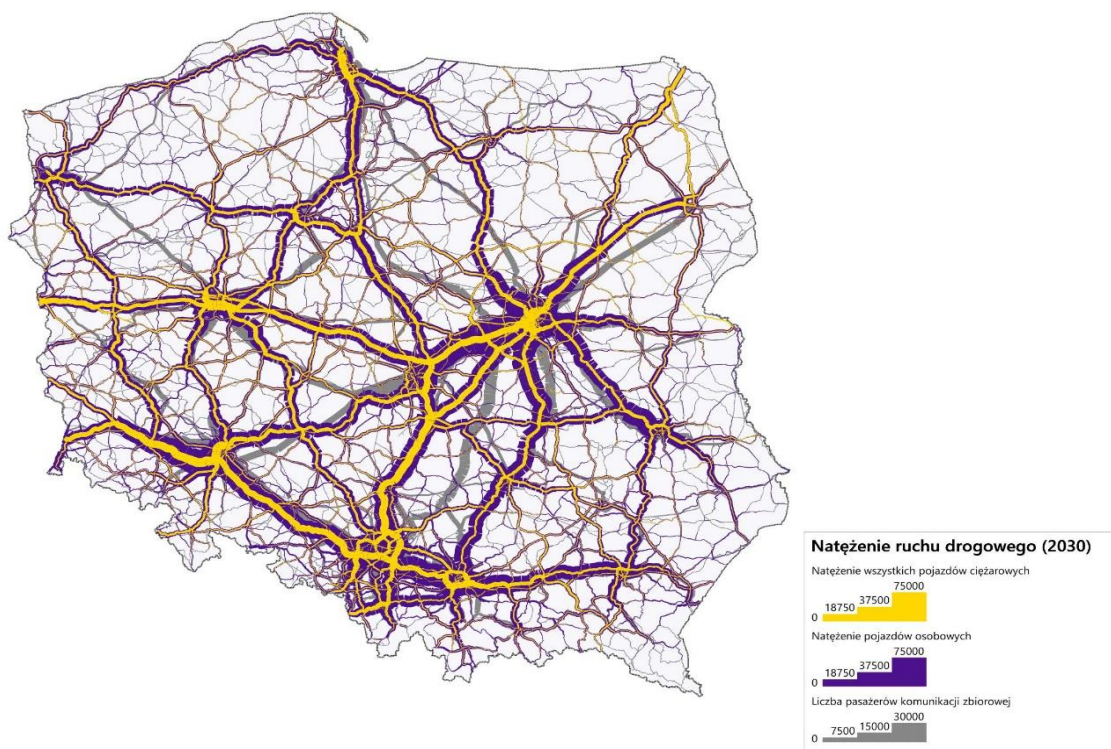 Natężenie ruchu drogowego (2030)
Natężenie wszystkich pojazdów ciężarowych
0 18750 37500 75000
Natężenie pojazdów osobowych
0 18750 37500 75000
Liczba pasażerów komunikacji zbiorowej
0 7500 15000 30000